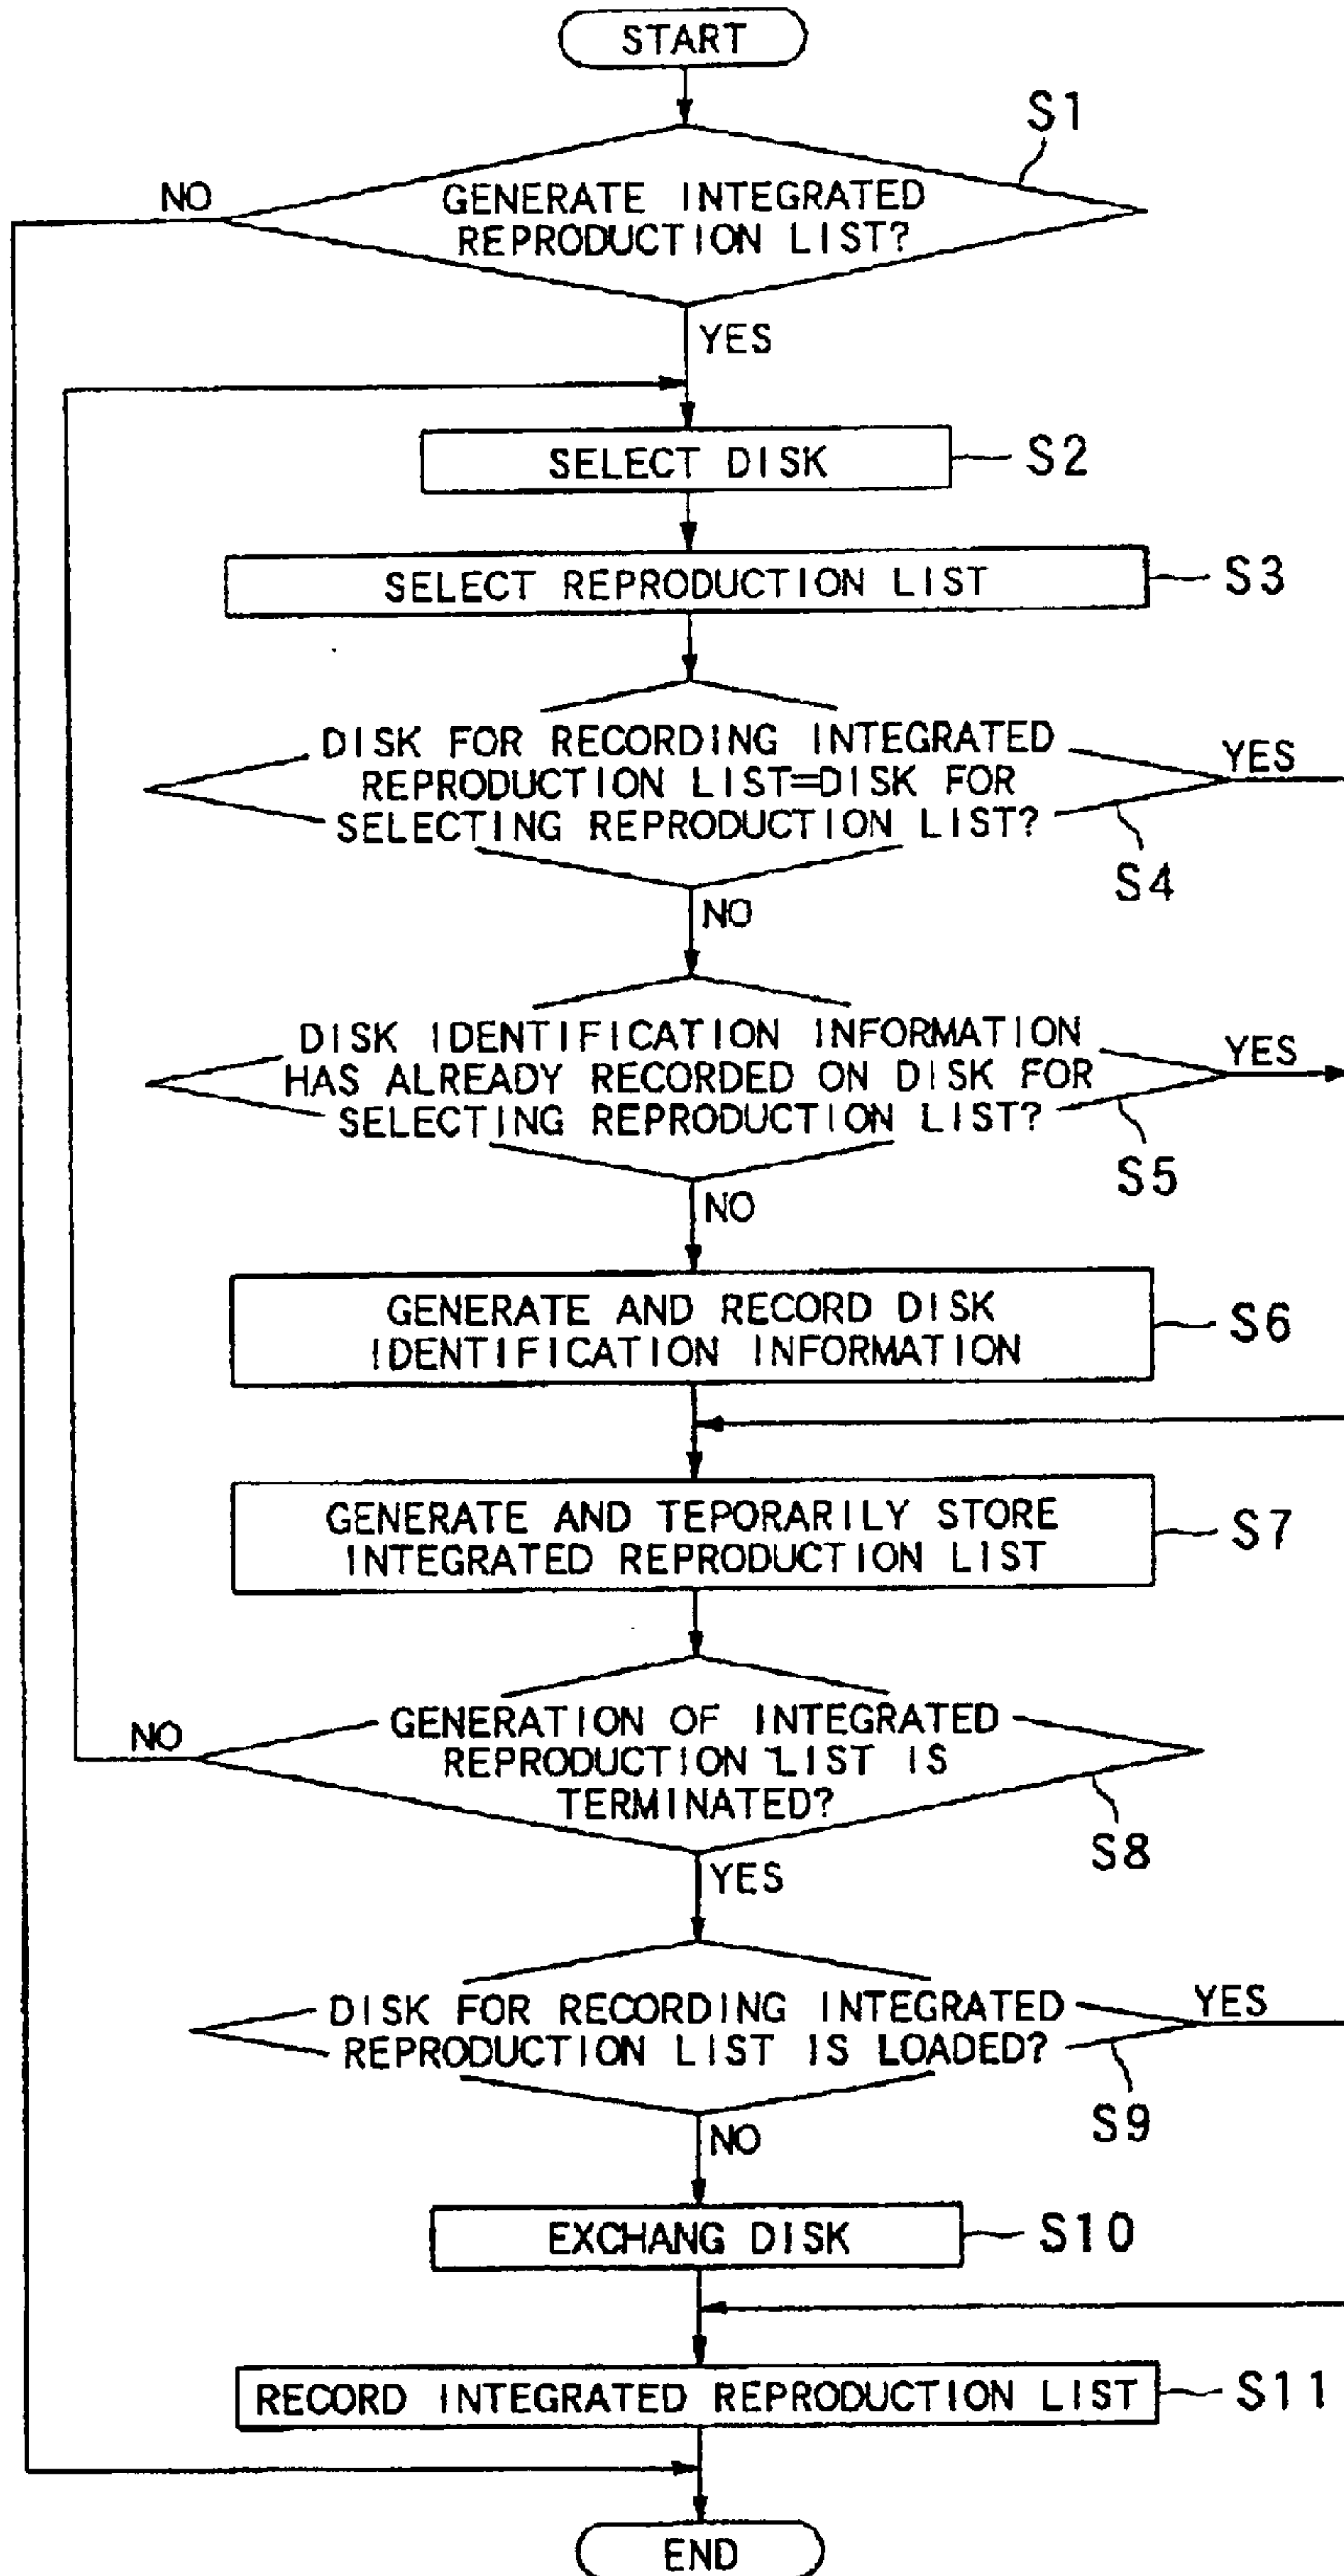 START
S1
NO
GENERATE INTEGRATED
REPRODUCTION LIST?
YES
SELECT DISK
S2
SELECT REPRODUCTION LIST
S3
DISK FOR RECORDING INTEGRATED
REPRODUCTION LIST=DISK FOR
SELECTING REPRODUCTION LIST?
YES
S4
NO
DISK IDENTIFICATION INFORMATION
HAS ALREADY RECORDED ON DISK FOR
SELECTING REPRODUCTION LIST?
YES
S5
NO
GENERATE AND RECORD DISK
IDENTIFICATION INFORMATION
S6
GENERATE AND TEPORARILY STORE
INTEGRATED REPRODUCTION LIST
S7
NO
GENERATION OF INTEGRATED
REPRODUCTION LIST IS
TERMINATED?
S8
YES
DISK FOR RECORDING INTEGRATED
REPRODUCTION LIST IS LOADED?
YES
S9
NO
EXCHANG DISK
S10
RECORD INTEGRATED REPRODUCTION LIST
S11
END